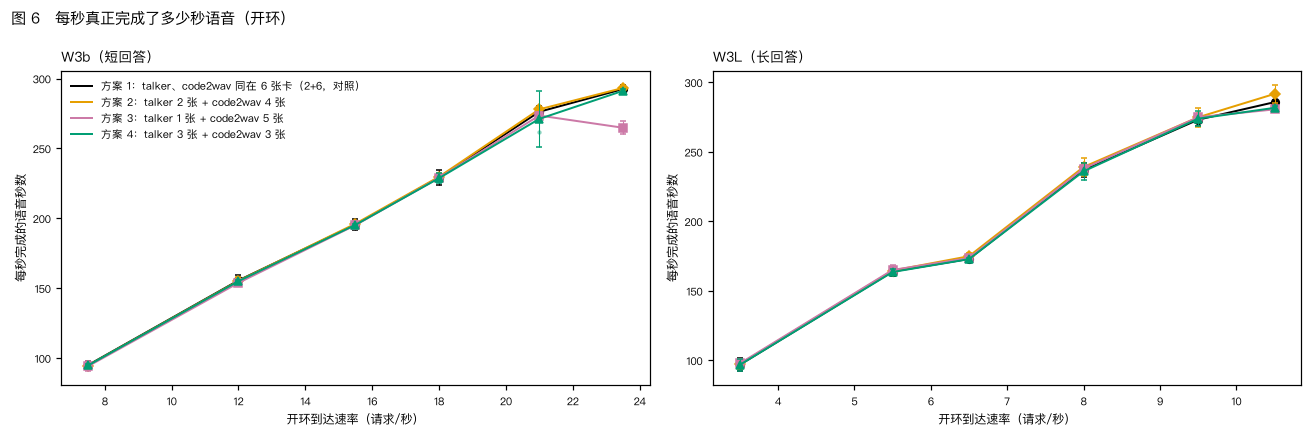 图 6　每秒真正完成了多少秒语音（开环）
W3b（短回答）
300
250
200
150
100
方案 1：talker、code2wav 同在 6 张卡（2+6，对照）
方案 2：talker 2 张 + code2wav 4 张
方案 3：talker 1 张 + code2wav 5 张
方案 4：talker 3 张 + code2wav 3 张
每秒完成的语音秒数
8 10 12 14 16 18 20 22 24
开环到达速率（请求/秒）
W3L（长回答）
300
250
200
150
100
每秒完成的语音秒数
4 5 6 7 8 9 10
开环到达速率（请求/秒）